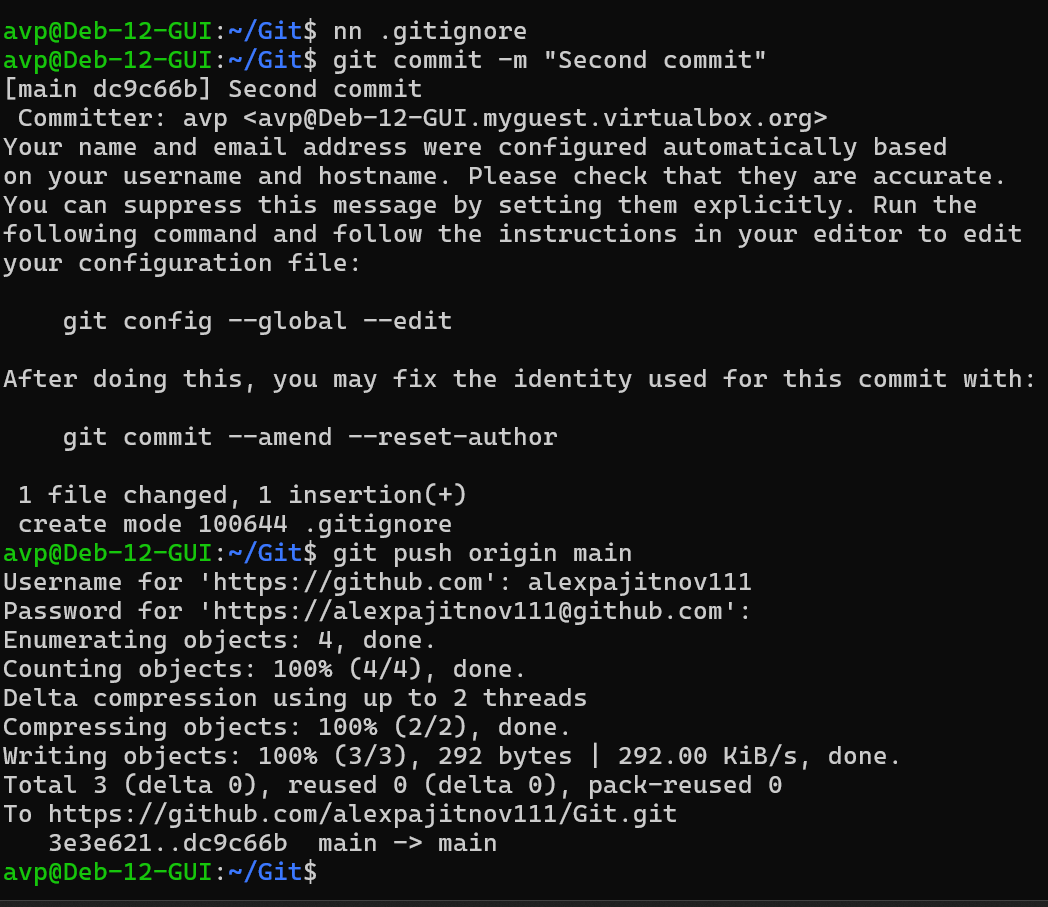 avp@Deb-12-GUI:~/Git$ nn .gitignore
avp@Deb-12-GUI:~/Git$ git commit -m "Second commit"
[main dc9c66b] Second commit
 Committer: avp <avp@Deb-12-GUI.myguest.virtualbox.org>
Your name and email address were configured automatically based
on your username and hostname. Please check that they are accurate.
You can suppress this message by setting them explicitly. Run the
following command and follow the instructions in your editor to edit
your configuration file:

    git config --global --edit

After doing this, you may fix the identity used for this commit with:

    git commit --amend --reset-author

 1 file changed, 1 insertion(+)
 create mode 100644 .gitignore
avp@Deb-12-GUI:~/Git$ git push origin main
Username for 'https://github.com': alexpajitnov111
Password for 'https://alexpajitnov111@github.com':
Enumerating objects: 4, done.
Counting objects: 100% (4/4), done.
Delta compression using up to 2 threads
Compressing objects: 100% (2/2), done.
Writing objects: 100% (3/3), 292 bytes | 292.00 KiB/s, done.
Total 3 (delta 0), reused 0 (delta 0), pack-reused 0
To https://github.com/alexpajitnov111/Git.git
   3e3e621..dc9c66b  main -> main
avp@Deb-12-GUI:~/Git$